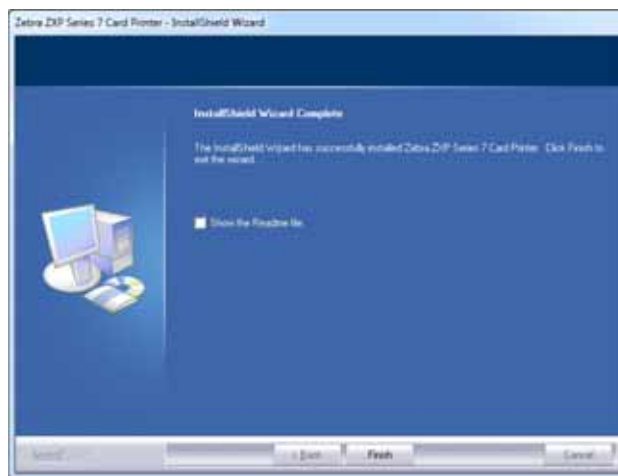 Zebra ZXP Series 7 Card Printer - InstallShield Wizard
InstallShield Wizard Complete
The InstallShield Wizard has successfully installed Zebra ZXP Series 7 Card Printer. Click Finish to
exit the wizard.
Show the Readme file.
< Back Finish Cancel